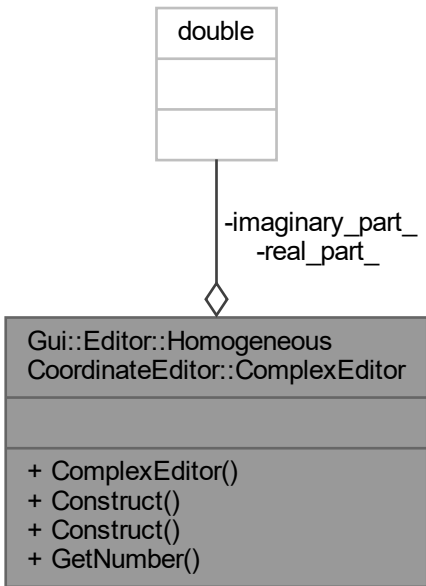 double
-imaginary_part_
-real_part_
Gui::Editor::Homogeneous
CoordinateEditor::ComplexEditor
+ ComplexEditor()
+ Construct()
+ Construct()
+ GetNumber()